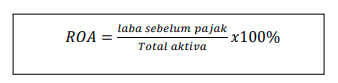 ROA = laba sebelum pajak / Total aktiva x100%